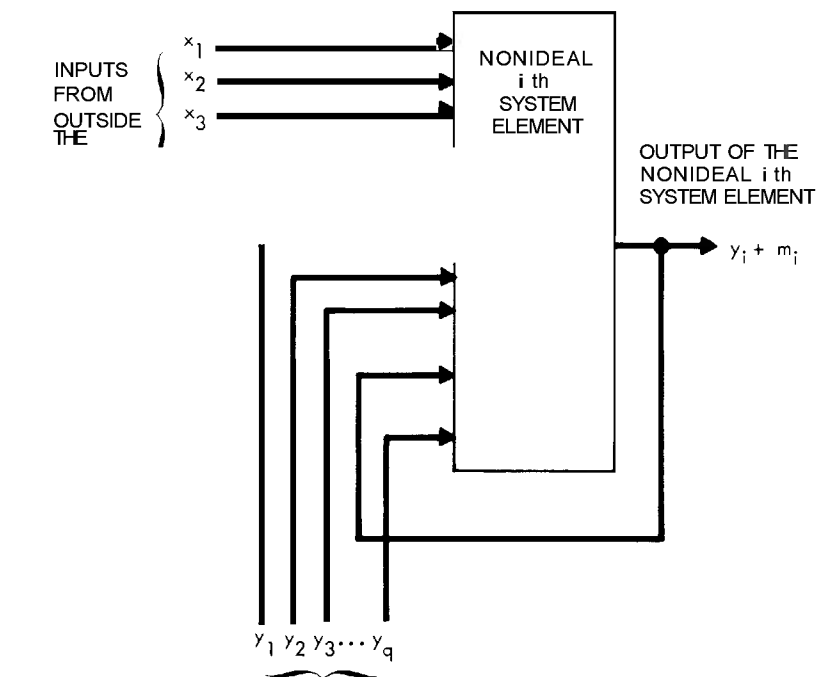 INPUTS
FROM
OUTSIDE
THE
x1
x2
x3
NONIDEAL
i th
SYSTEM
ELEMENT
OUTPUT OF THE
NONIDEAL i th
SYSTEM ELEMENT
yi + mi
y1 y2 y3... yq